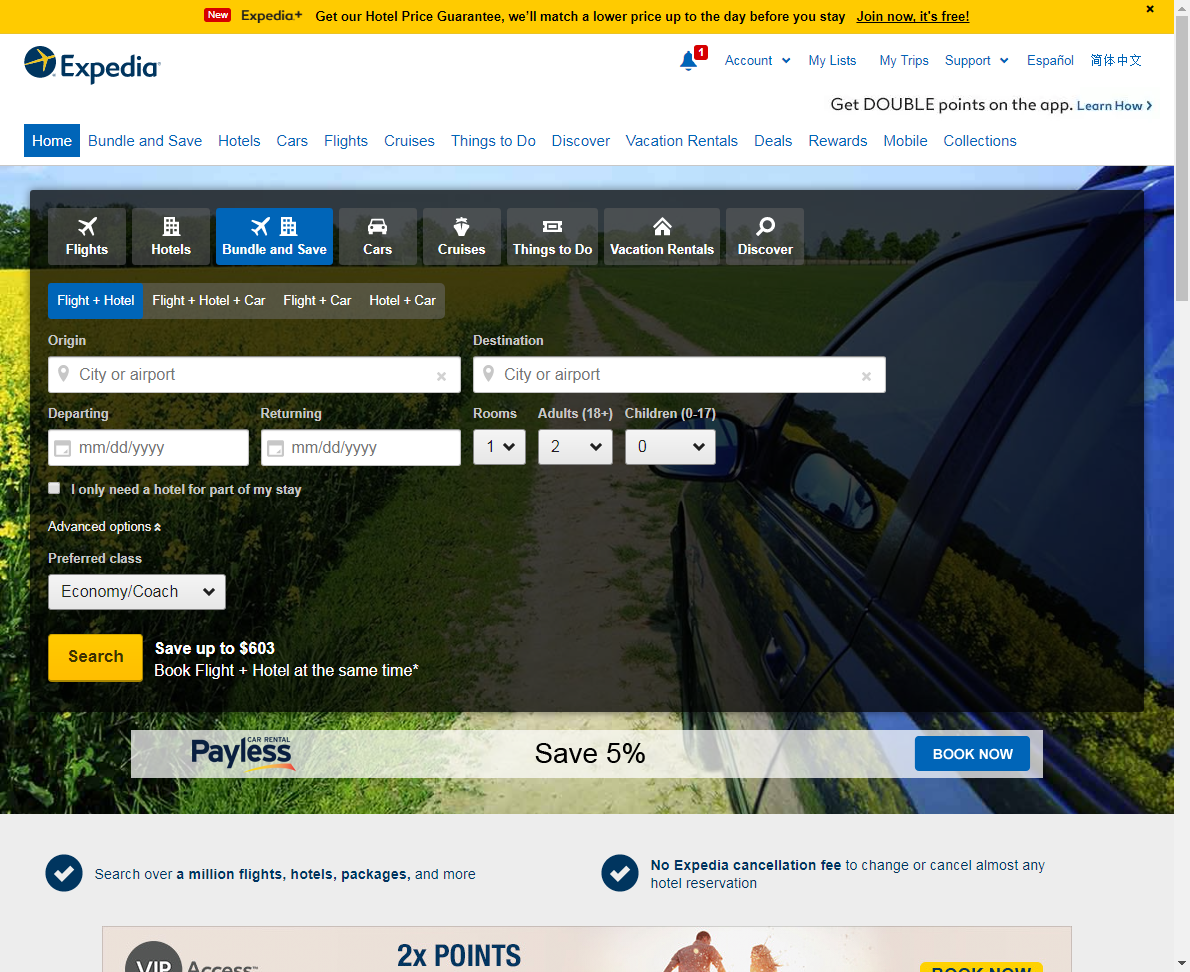 New Expedia+ Get our Hotel Price Guarantee, we'll match a lower price up to the day before you stay Join now, it's free!
Expedia
1 Account My Lists My Trips Support Español 简体中文
Get DOUBLE points on the app. Learn How
Home Bundle and Save Hotels Cars Flights Cruises Things to Do Discover Vacation Rentals Deals Rewards Mobile Collections
Flights Hotels Bundle and Save Cars Cruises Things to Do Vacation Rentals Discover
Flight + Hotel Flight + Hotel + Car Flight + Car Hotel + Car
Origin Destination
City or airport City or airport
Departing Returning Rooms Adults (18+) Children (0-17)
mm/dd/yyyy mm/dd/yyyy 1 2 0
I only need a hotel for part of my stay
Advanced options
Preferred class
Economy/Coach
Search
Save up to $603
Book Flight + Hotel at the same time*
CAR RENTAL
Payless Save 5% BOOK NOW
Search over a million flights, hotels, packages, and more
No Expedia cancellation fee to change or cancel almost any
hotel reservation
2x POINTS
VIP Access™
BOOK NOW